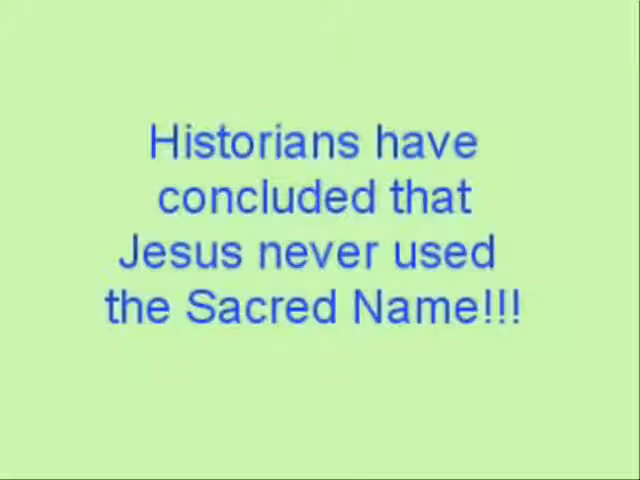 Historians have
concluded that
Jesus never used
the Sacred Name!!!